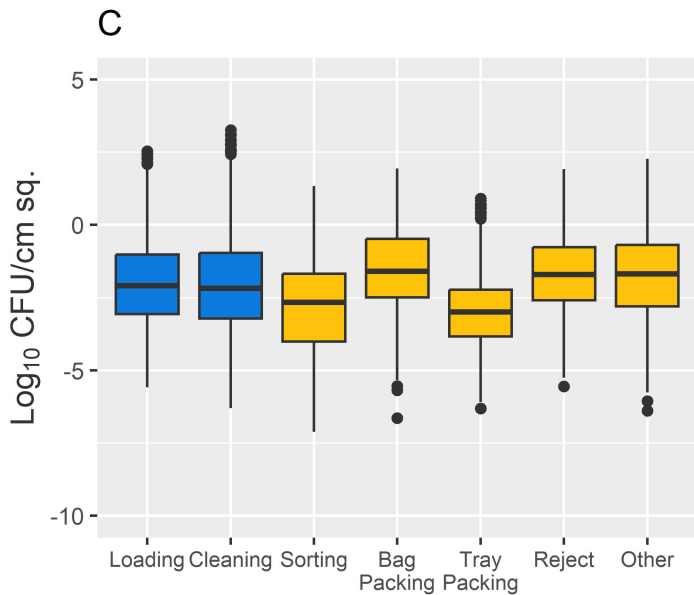 C
Log10 CFU/cm sq.
5
0
-5
-10
Loading Cleaning Sorting Bag Packing Tray Packing Reject Other